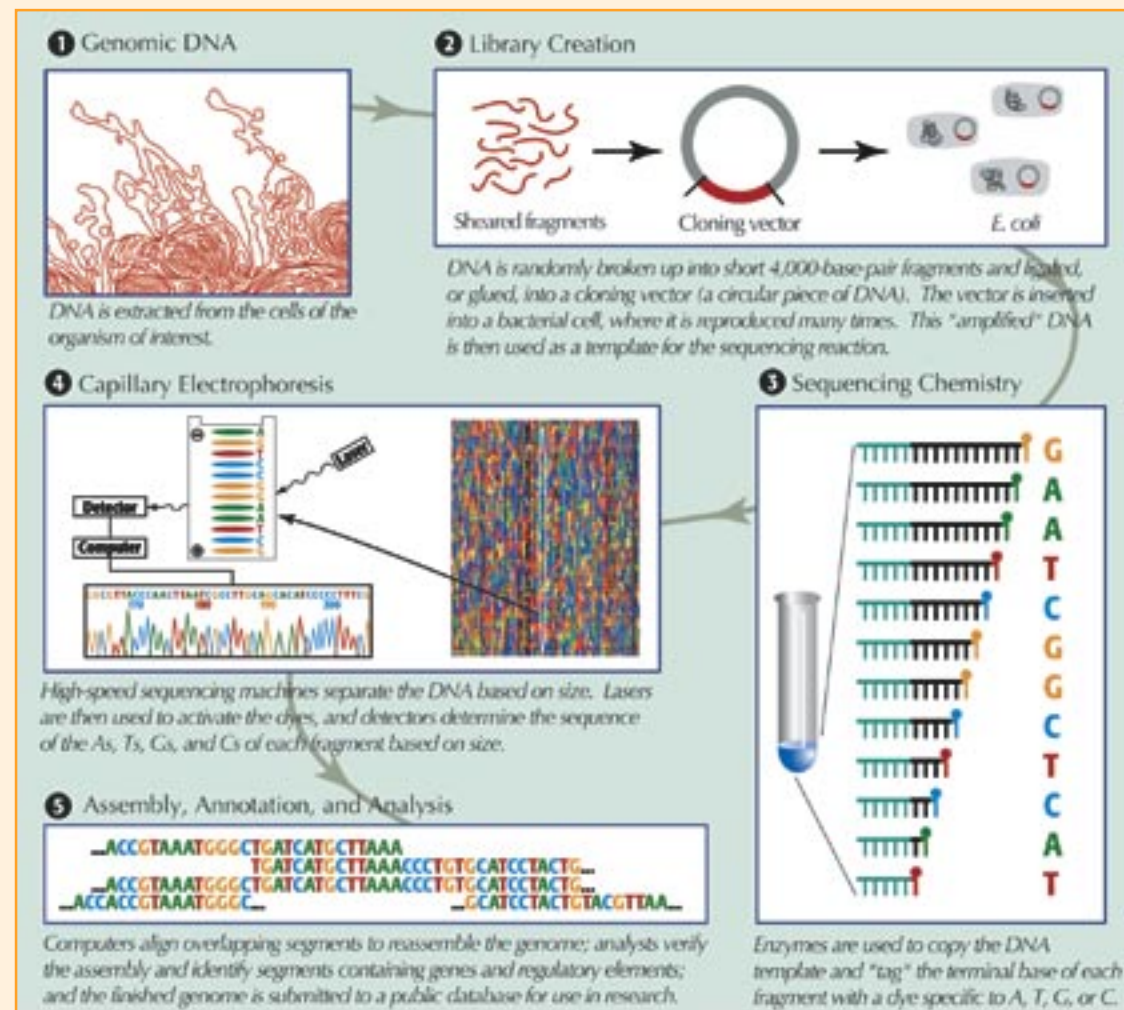 1 Genomic DNA
DNA is extracted from the cells of the
organism of interest.
2 Library Creation
Sheared fragments
Cloning vector
E. coli
DNA is randomly broken up into short 4,000-base-pair fragments and ligated,
or glued, into a cloning vector (a circular piece of DNA). The vector is inserted
into a bacterial cell, where it is reproduced many times. This "amplified" DNA
is then used as a template for the sequencing reaction.
3 Sequencing Chemistry
G
A
A
T
C
G
G
C
T
C
A
T
Enzymes are used to copy the DNA
template and "tag" the terminal base of each
fragment with a dye specific to A, T, G, or C.
4 Capillary Electrophoresis
Laser
Detector
Computer
High-speed sequencing machines separate the DNA based on size. Lasers
are then used to activate the dyes, and detectors determine the sequence
of the As, Ts, Gs, and Cs of each fragment based on size.
5 Assembly, Annotation, and Analysis
...ACCGTAAATGGGCTGATCATGCTTAAA
TGATCATGCTTAAACCCTGTGCATCCTACTG...
...ACCGTAAATGGGCTGATCATGCTTAAACCCTGTGCATCCTACTG...
...ACCACCGTAAATGGGC... ...GCATCCTACTGTACGTTAA...
Computers align overlapping segments to reassemble the genome; analysts verify
the assembly and identify segments containing genes and regulatory elements;
and the finished genome is submitted to a public database for use in research.